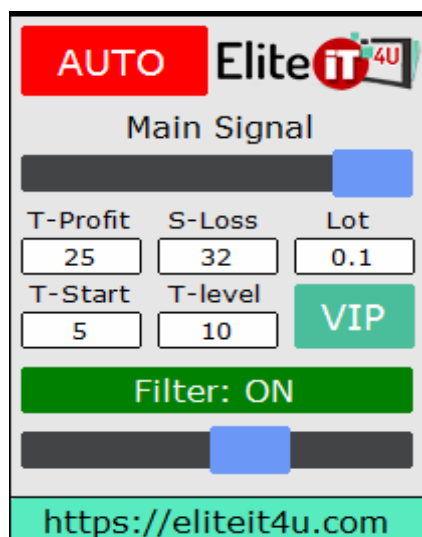 AUTO EliteiT4U
Main Signal
T-Profit S-Loss Lot
25 32 0.1
T-Start T-level
5 10 VIP
Filter: ON
https://eliteit4u.com